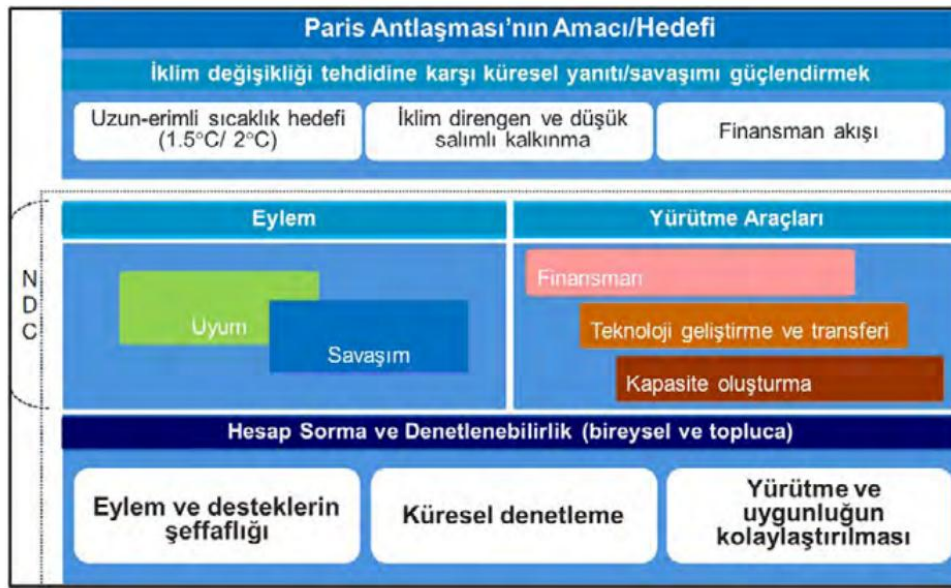 Paris Antlaşması’nın Amacı/Hedefi
İklim değişikliği tehdidine karşı küresel yanıtı/savaşımı güçlendirmek
Uzun-erimli sıcaklık hedefi
(1.5°C/ 2°C)
İklim direngen ve düşük
salımlı kalkınma
Finansman akışı
N
D
C
Eylem
Yürütme Araçları
Uyum
Savaşım
Finansman
Teknoloji geliştirme ve transferi
Kapasite oluşturma
Hesap Sorma ve Denetlenebilirlik (bireysel ve topluca)
Eylem ve desteklerin
şeffaflığı
Küresel denetleme
Yürütme ve
uygunluğun
kolaylaştırılması